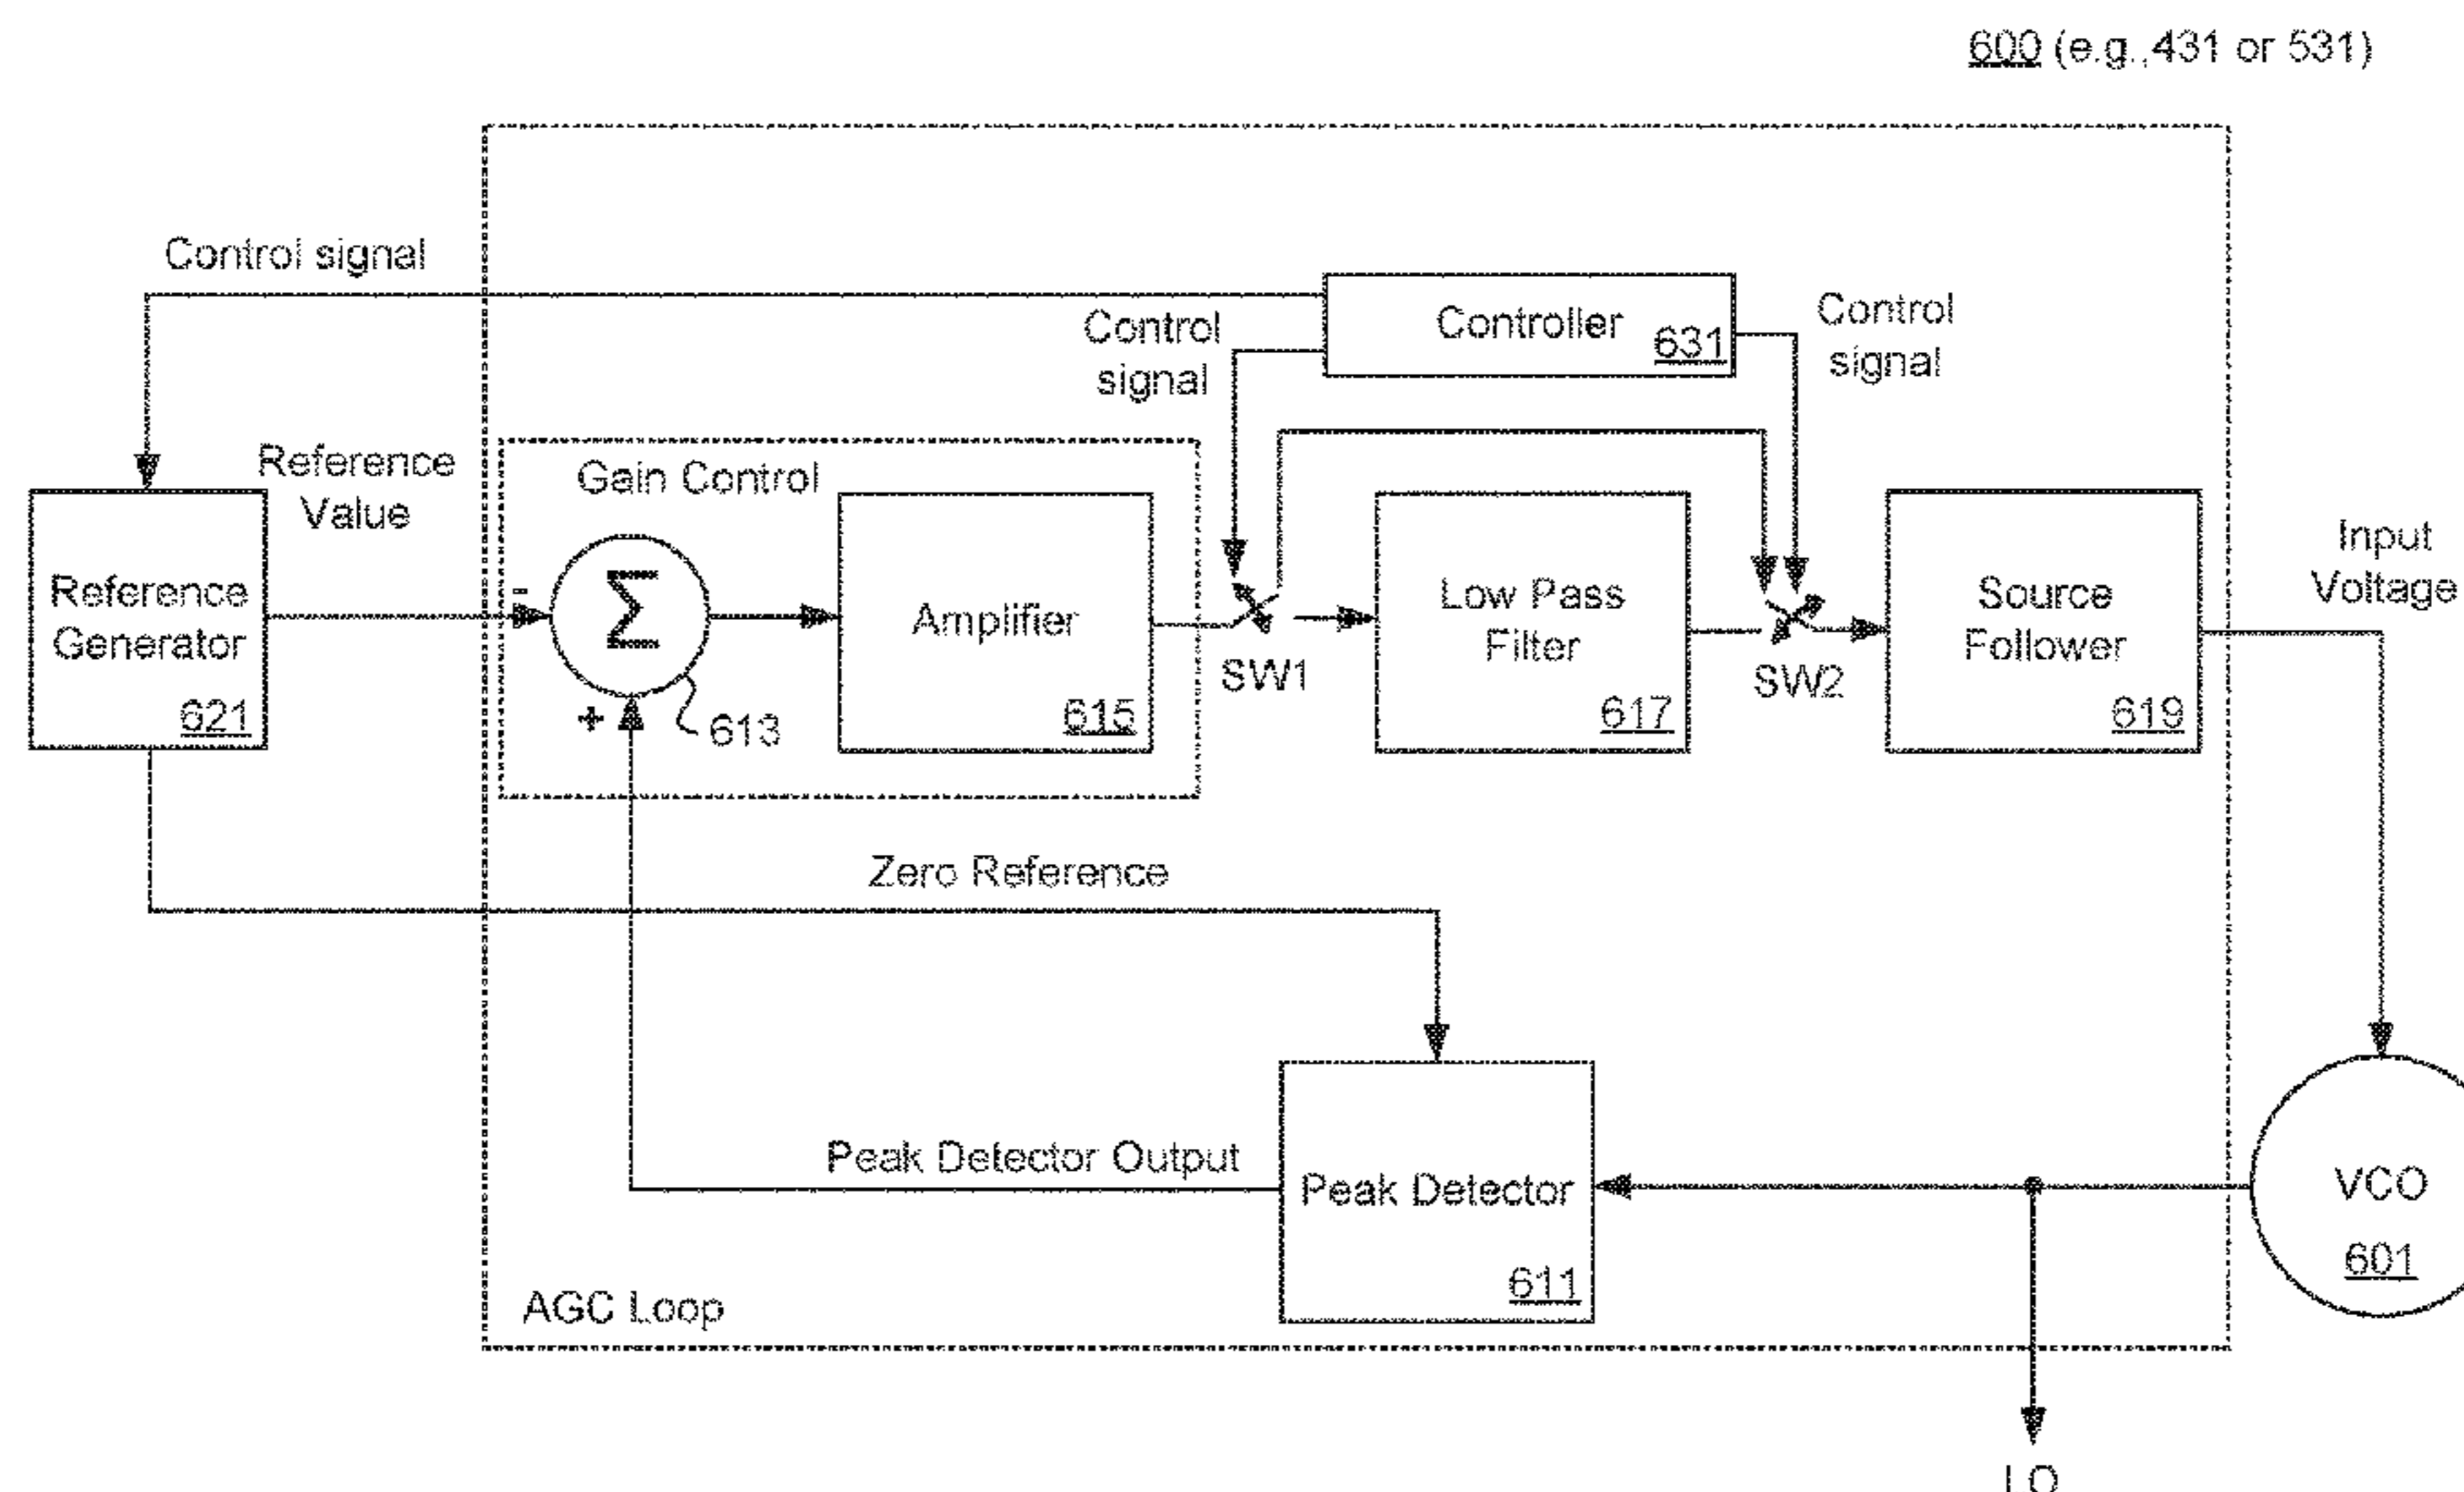 600 (e.g.,431 or 531)
Control signal
Controller
631
Control
signal
Control
signal
Reference
Value
Gain Control
Reference
Generator
621
-
Σ
+
613
Amplifier
615
SW1
Low Pass
Filter
617
SW2
Source
Follower
619
Input
Voltage
Zero Reference
Peak Detector Output
Peak Detector
611
VCO
601
AGC Loop
LO